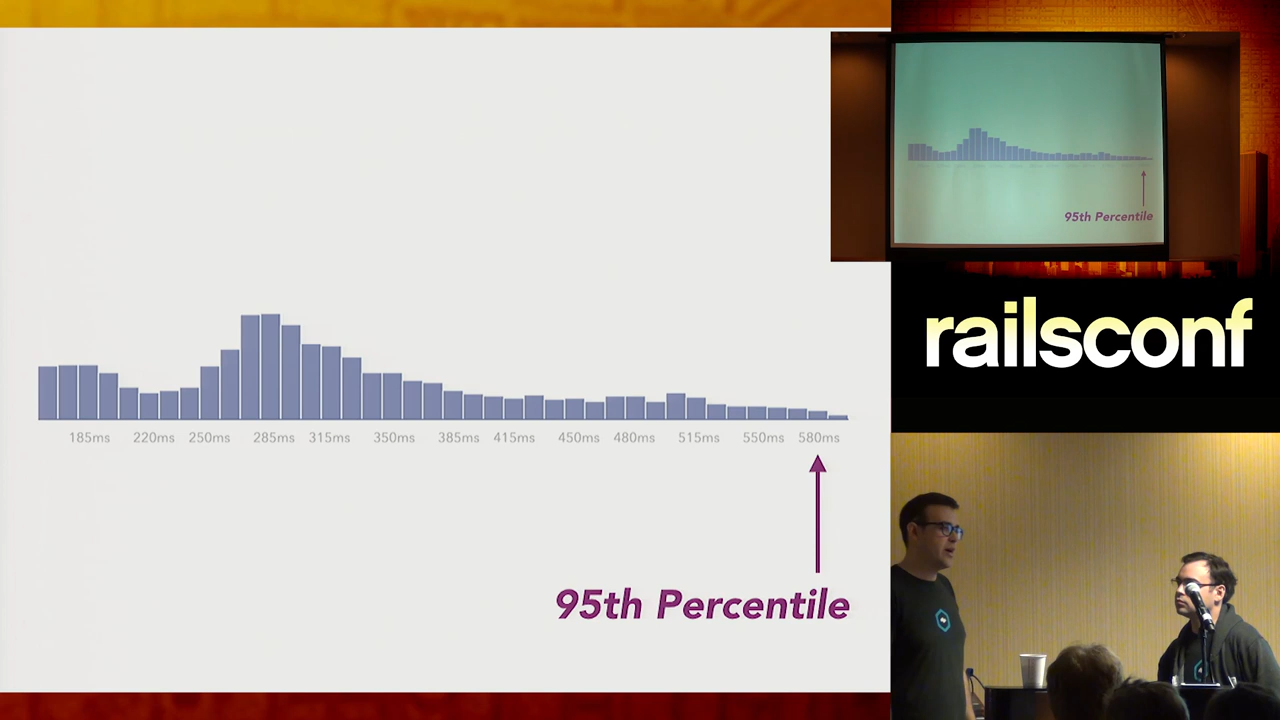 185ms 220ms 250ms 285ms 315ms 350ms 385ms 415ms 450ms 480ms 515ms 550ms 580ms
95th Percentile
95th Percentile
railsconf